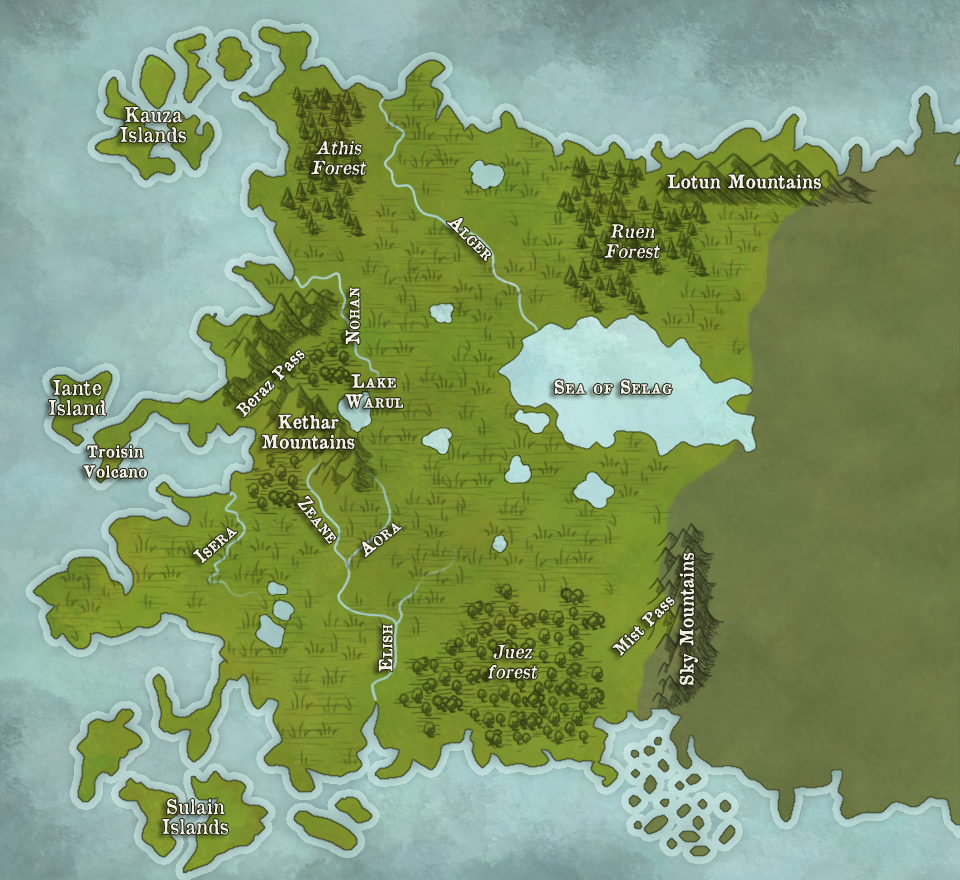 Kauza
Islands
Athis
Forest
Lotun Mountains
Alger
Ruen
Forest
Nohan
Beraz Pass
Lake
Warul
Sea of Selag
Iante
Island
Kethar
Mountains
Troisin
Volcano
Zeane
Aora
Isera
Elish
Juez
forest
Mist Pass
Sky Mountains
Sulain
Islands